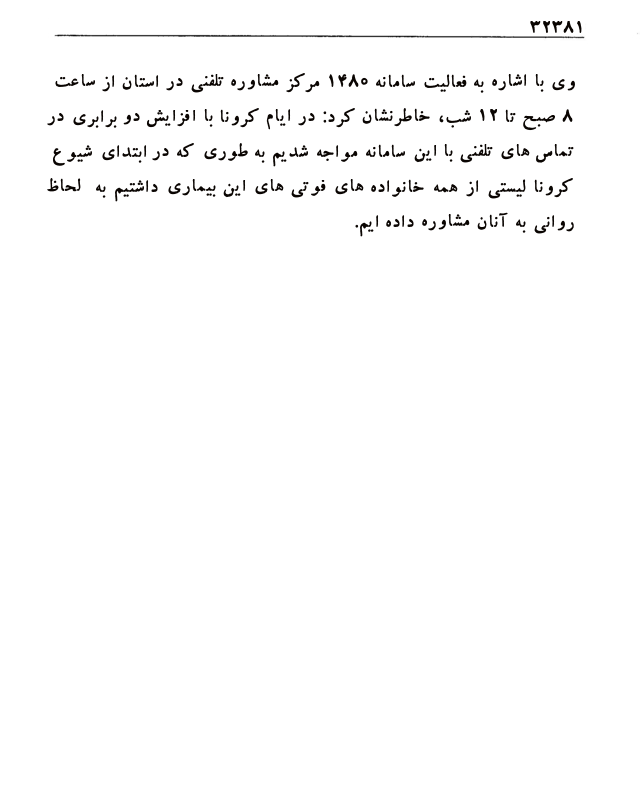 ۳۲۳۸۱
وی با اشاره به فعالیت سامانه ۱۴۸۰ مرکز مشاوره تلفنی در استان از ساعت
۸ صبح تا ۱۲ شب، خاطرنشان کرد: در ایام کرونا با افزایش دو برابری در
تماس های تلفنی با این سامانه مواجه شدیم به طوری که در ابتدای شیوع
کرونا لیستی از همه خانواده های فوتی های این بیماری داشتیم به لحاظ
روانی به آنان مشاوره داده ایم.